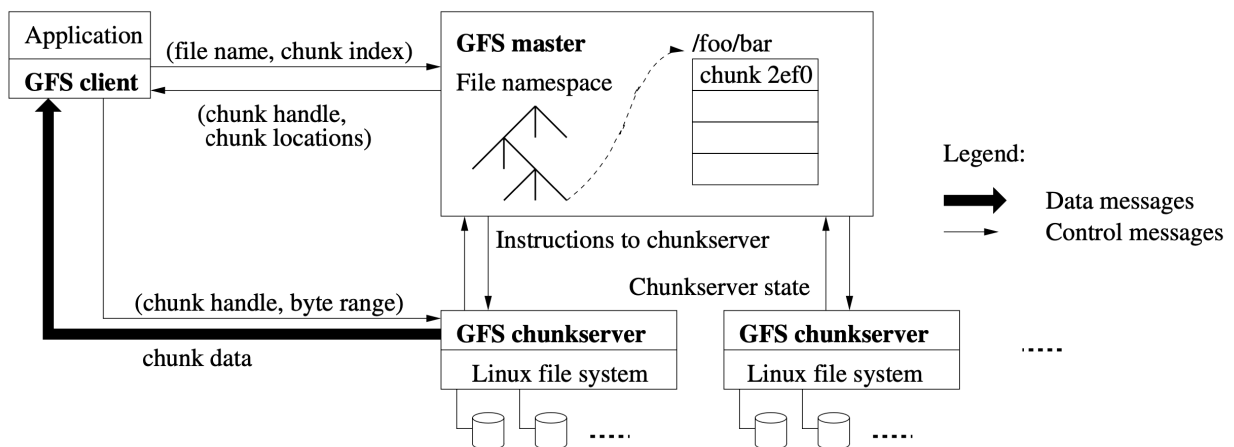 Application
GFS client
(file name, chunk index)
(chunk handle,
chunk locations)
GFS master
File namespace
/foo/bar
chunk 2ef0
Legend:
Data messages
Control messages
Instructions to chunkserver
Chunkserver state
(chunk handle, byte range)
chunk data
GFS chunkserver
Linux file system
GFS chunkserver
Linux file system